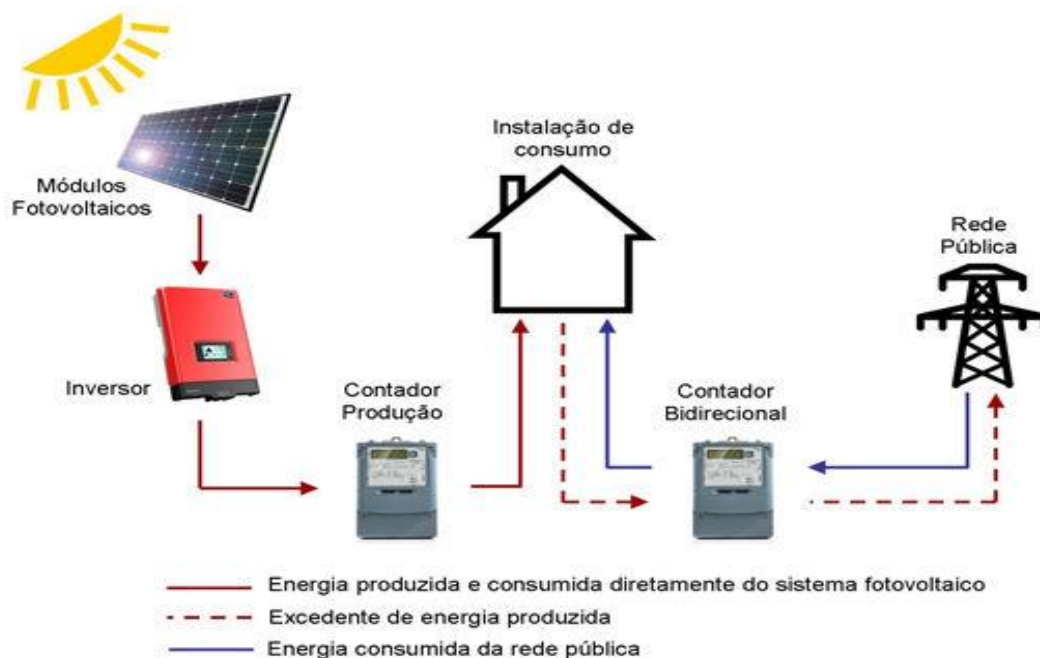 Módulos
Fotovoltaicos
Instalação de
consumo
Rede
Pública
Inversor
Contador
Produção
Contador
Bidirecional
Energia produzida e consumida diretamente do sistema fotovoltaico
Excedente de energia produzida
Energia consumida da rede pública